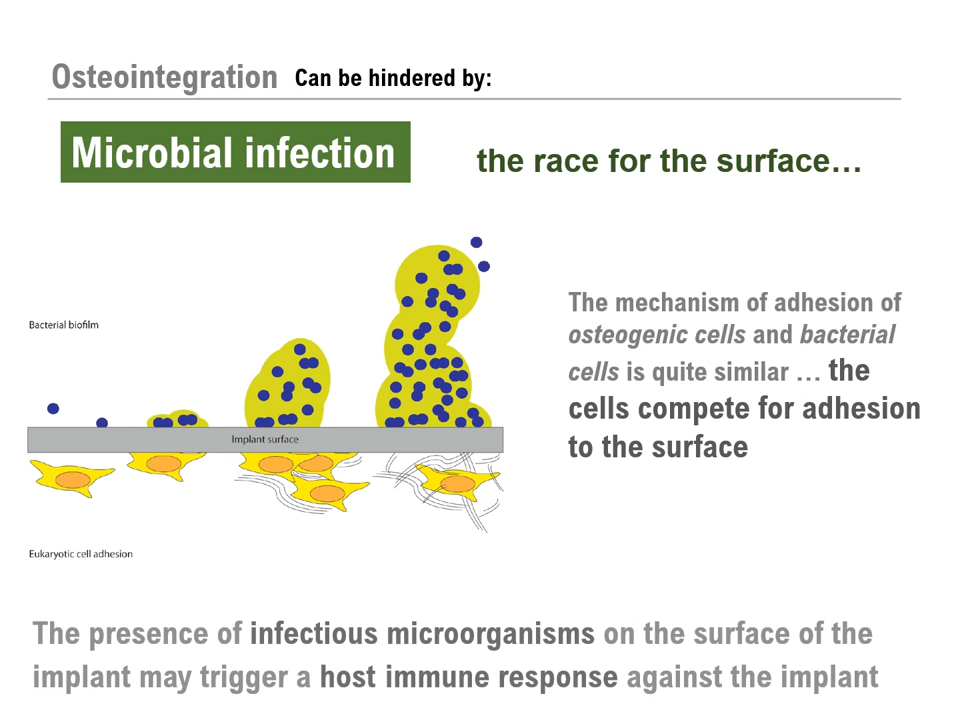 Osteointegration Can be hindered by:
Microbial infection
the race for the surface…
Bacterial biofilm
Implant surface
Eukaryotic cell adhesion
The mechanism of adhesion of
osteogenic cells and bacterial
cells is quite similar … the
cells compete for adhesion
to the surface
The presence of infectious microorganisms on the surface of the
implant may trigger a host immune response against the implant